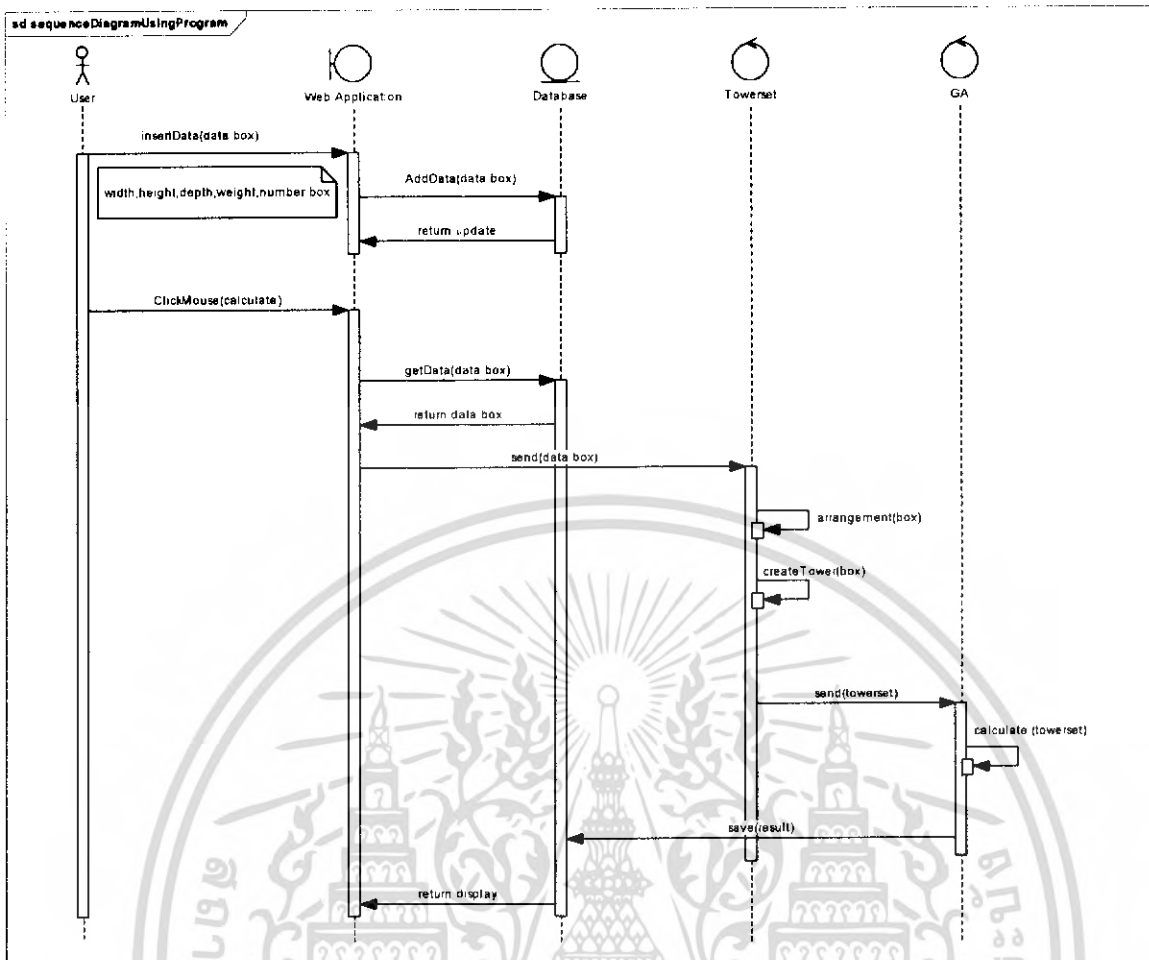 sd sequenceDiagramUsingProgram
User
Web Application
Database
Towerset
GA
insertData(data box)
width,height,depth,weight,number box
AddData(data box)
return update
ClickMouse(calculate)
getData(data box)
return data box
send(data box)
arrangement(box)
createTower(box)
send(towerset)
calculate (towerset)
save(result)
return display